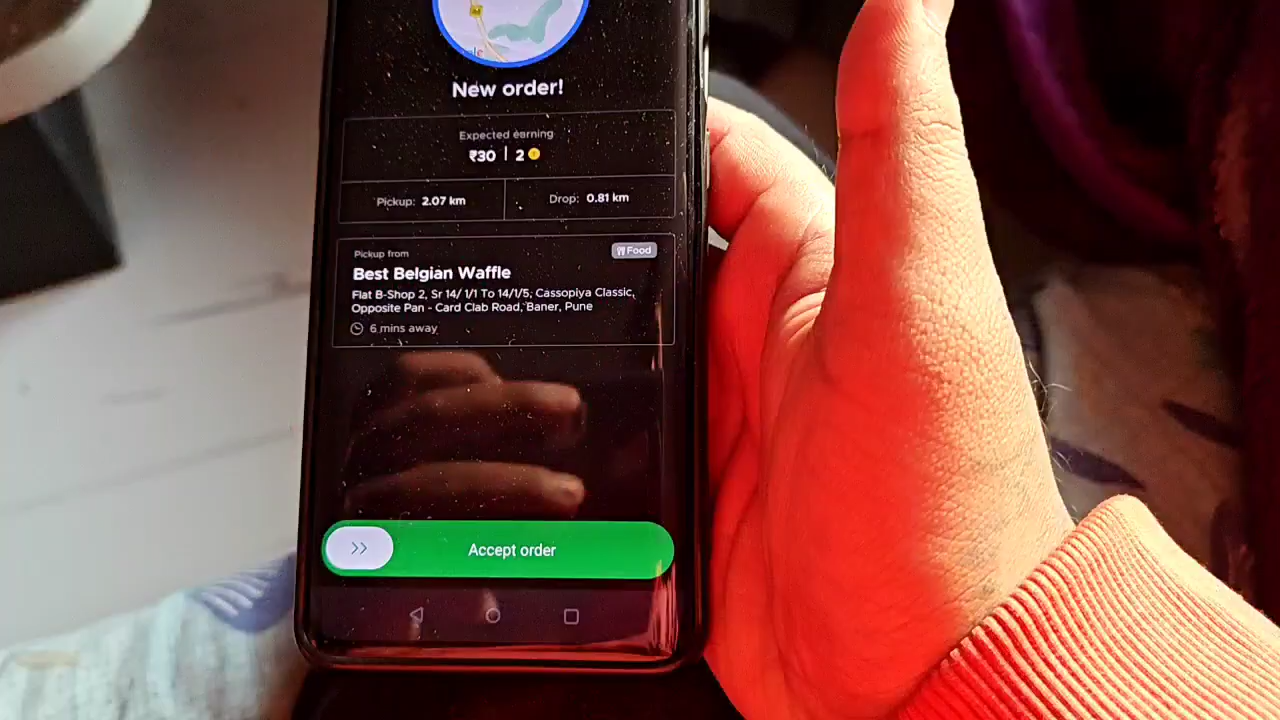 New order!
Expected earning
₹30 | 2
Pickup: 2.07 km
Drop: 0.81 km
Pickup from
Food
Best Belgian Waffle
Flat B-Shop 2, Sr 14/ 1/1 To 14/1/5, Cassopiya Classic,
Opposite Pan - Card Clab Road, Baner, Pune
6 mins away
Accept order